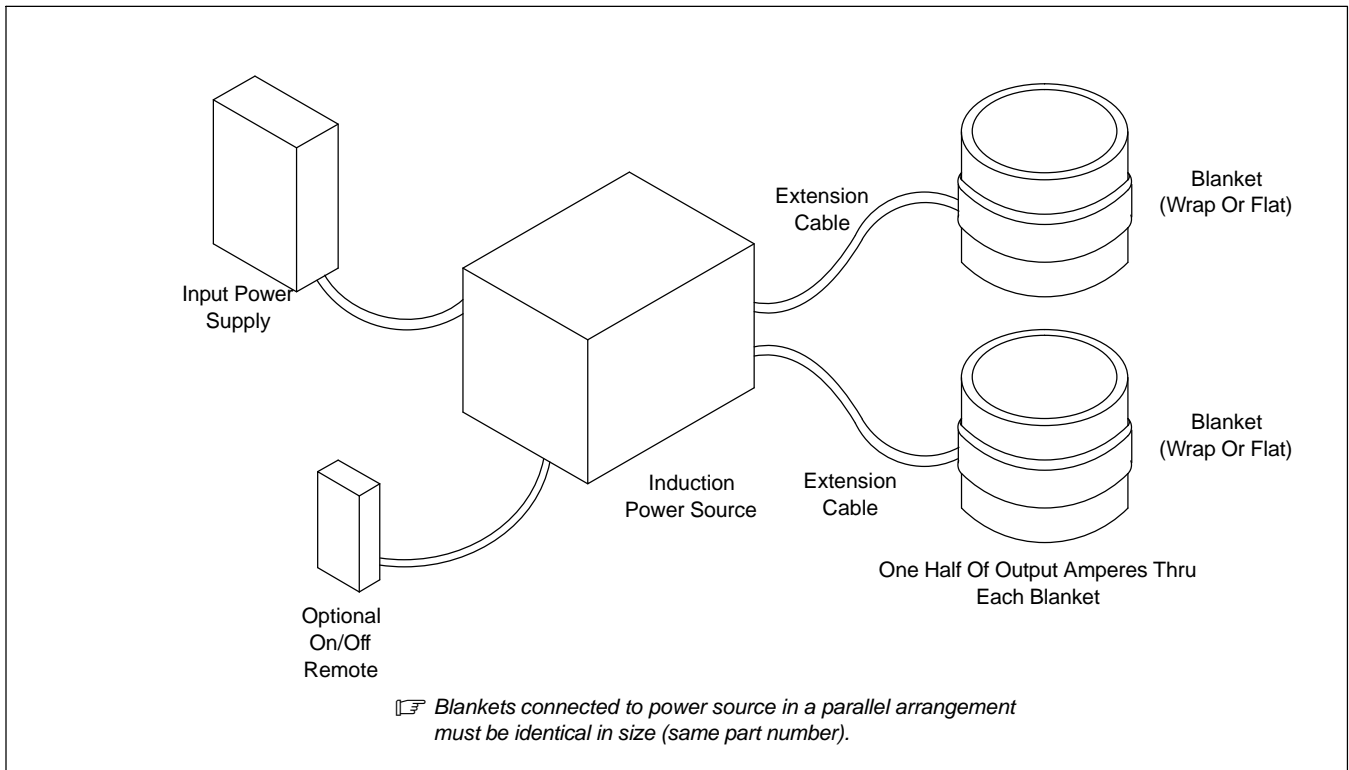 Extension
Cable
Blanket
(Wrap Or Flat)
Input Power
Supply
Blanket
(Wrap Or Flat)
Induction
Power Source
Extension
Cable
One Half Of Output Amperes Thru
Each Blanket
Optional
On/Off
Remote
☞ Blankets connected to power source in a parallel arrangement
must be identical in size (same part number).